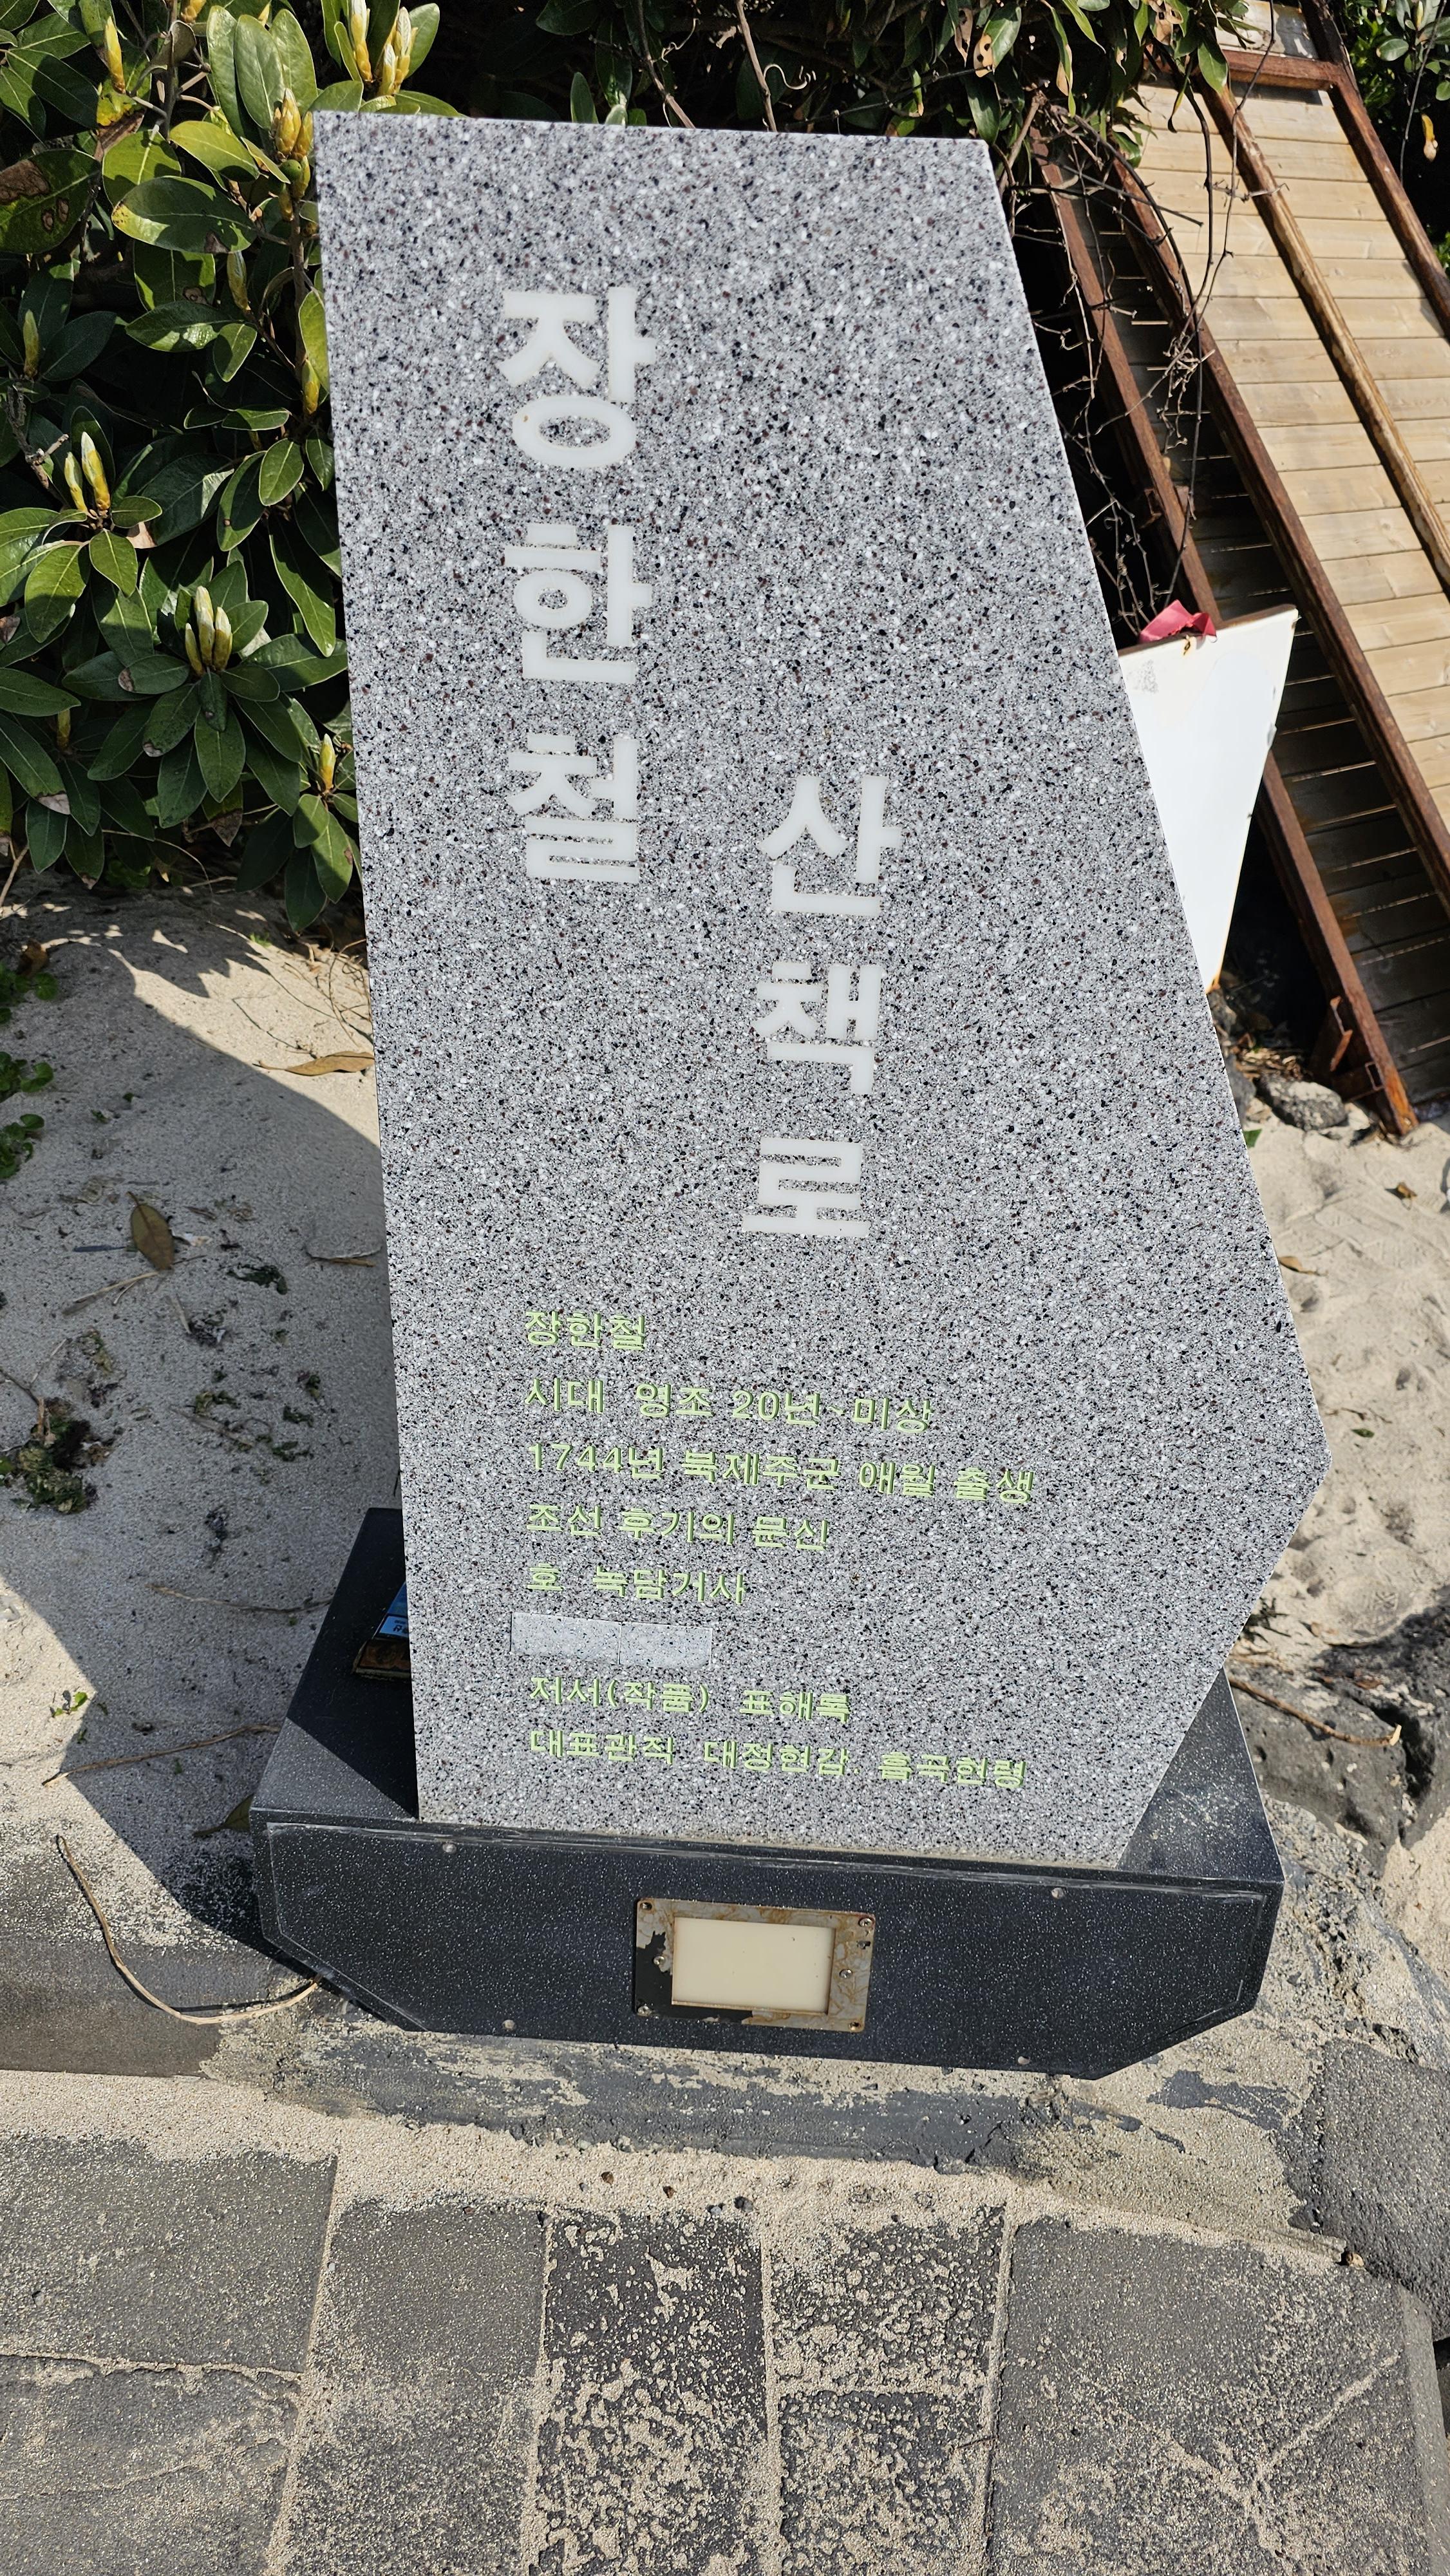 장한철
산책로
장한철
시대 영조 20년~미상
1744년 북제주군 애월 출생
조선 후기의 문신
호 녹담거사
저서(작품) 표해록
대표관직 대정현감. 흡곡현령